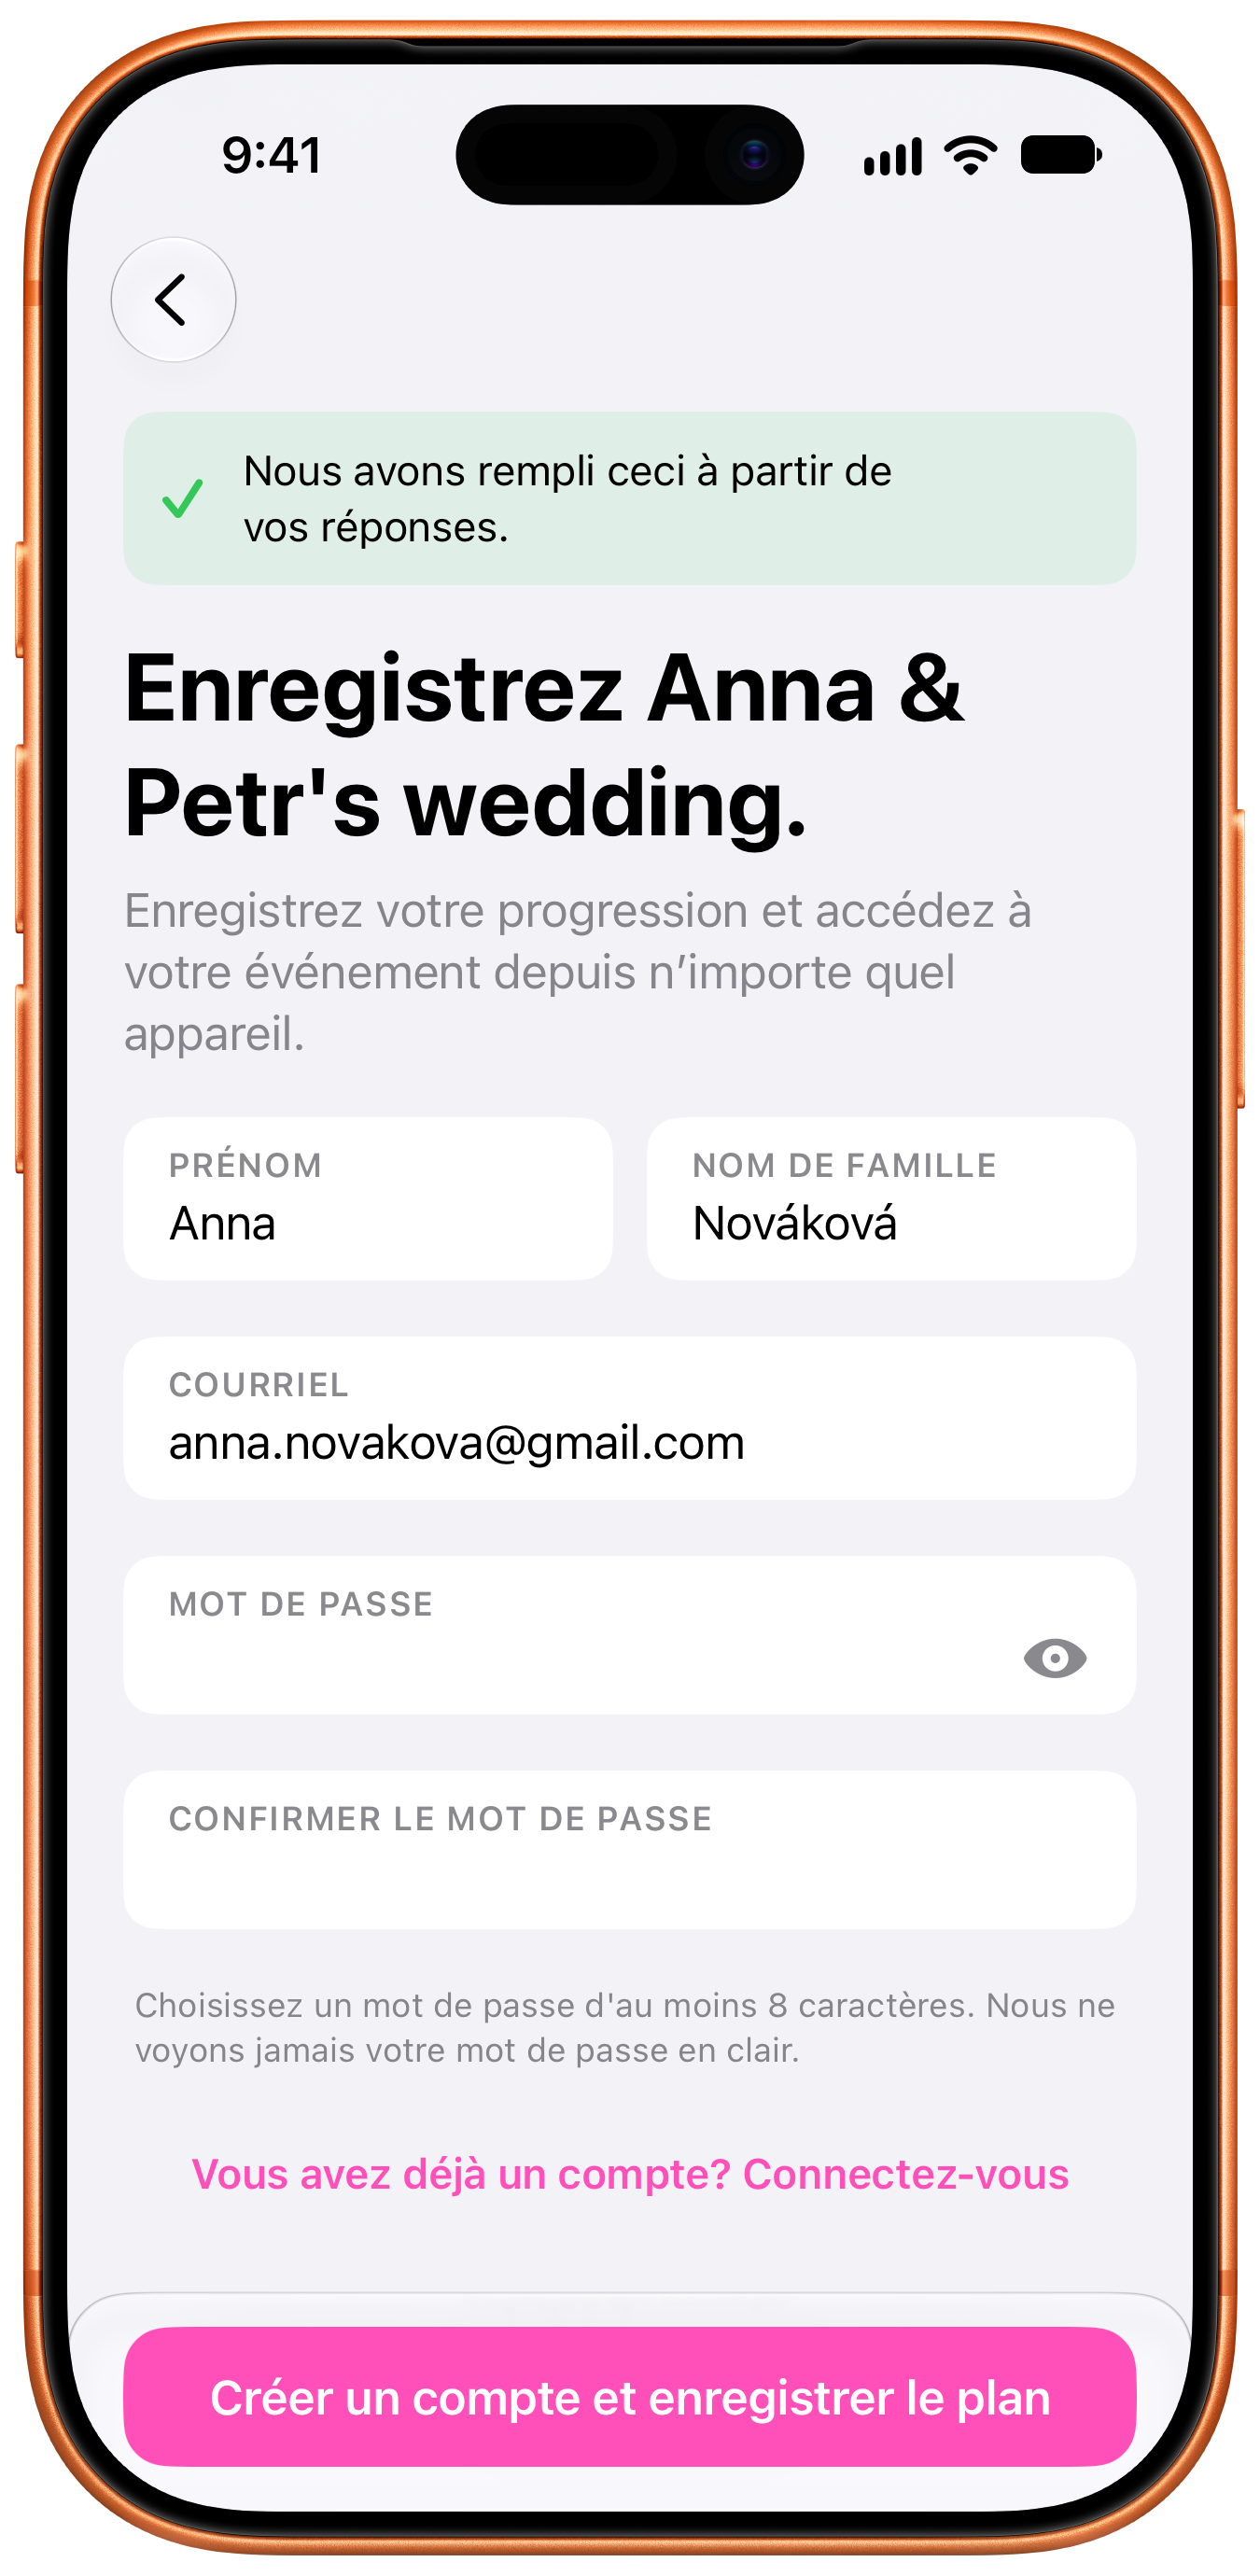 9:41
Nous avons rempli ceci à partir de
vos réponses.
Enregistrez Anna &
Petr's wedding.
Enregistrez votre progression et accédez à
votre événement depuis n’importe quel
appareil.
PRÉNOM
Anna
NOM DE FAMILLE
Nováková
COURRIEL
anna.novakova@gmail.com
MOT DE PASSE
CONFIRMER LE MOT DE PASSE
Choisissez un mot de passe d'au moins 8 caractères. Nous ne
voyons jamais votre mot de passe en clair.
Vous avez déjà un compte? Connectez-vous
Créer un compte et enregistrer le plan